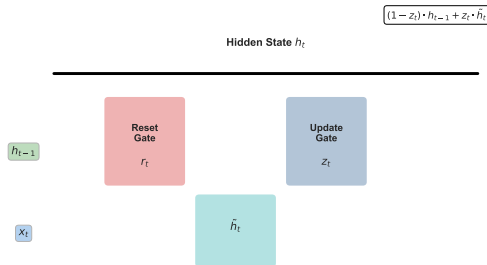 (1 − z_t) • h_{t−1} + z_t • h̃_t
Hidden State h_t
Reset
Gate
r_t
Update
Gate
z_t
h_{t−1}
h̃_t
x_t